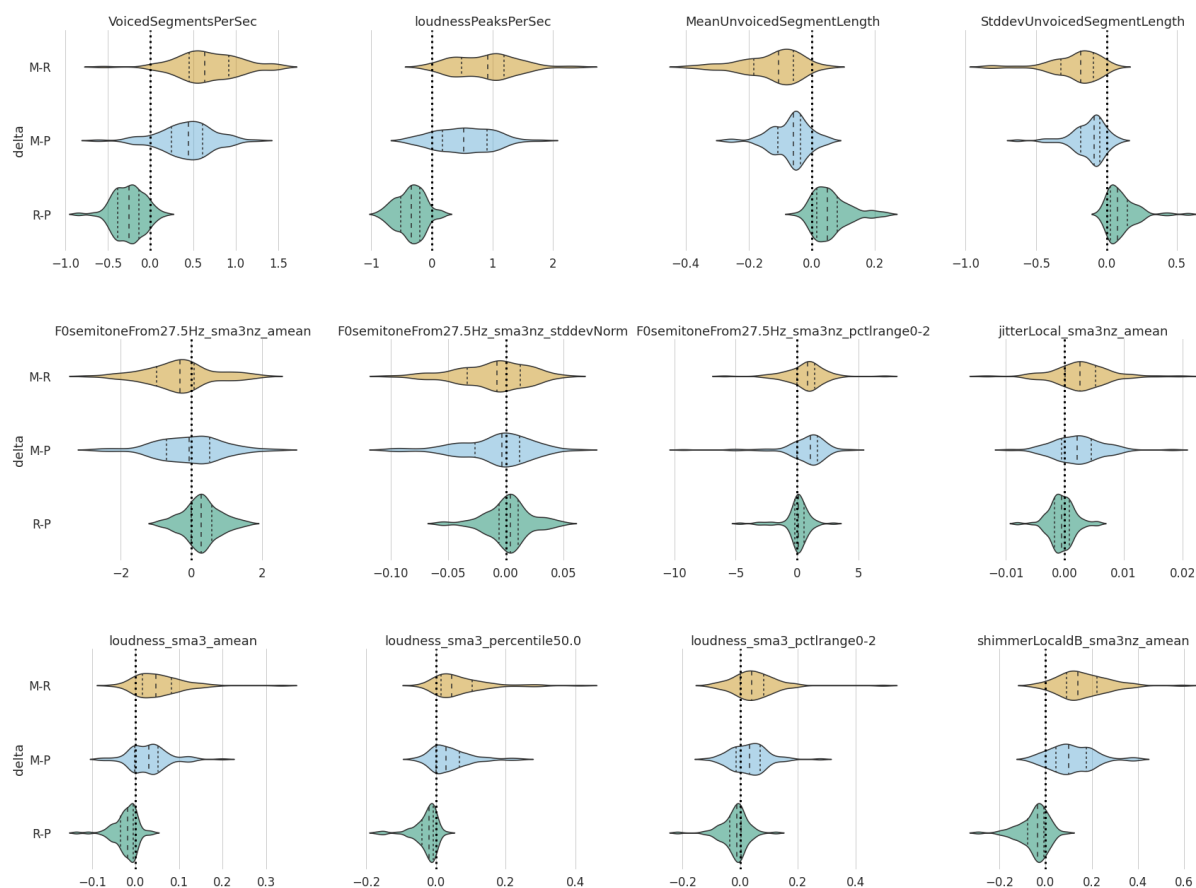 VoicedSegmentsPerSec
loudnessPeaksPerSec
MeanUnvoicedSegmentLength
StddevUnvoicedSegmentLength
M-R
M-P
R-P
delta
−1.0 −0.5 0.0 0.5 1.0 1.5
−1 0 1 2
−0.4 −0.2 0.0 0.2
−1.0 −0.5 0.0 0.5
F0semitoneFrom27.5Hz_sma3nz_amean
F0semitoneFrom27.5Hz_sma3nz_stddevNorm
F0semitoneFrom27.5Hz_sma3nz_pctlrange0-2
jitterLocal_sma3nz_amean
M-R
M-P
R-P
delta
−2 0 2
−0.10 −0.05 0.00 0.05
−10 −5 0 5
−0.01 0.00 0.01 0.02
loudness_sma3_amean
loudness_sma3_percentile50.0
loudness_sma3_pctlrange0-2
shimmerLocaldB_sma3nz_amean
M-R
M-P
R-P
delta
−0.1 0.0 0.1 0.2 0.3
−0.2 0.0 0.2 0.4
−0.2 0.0 0.2 0.4
−0.2 0.0 0.2 0.4 0.6